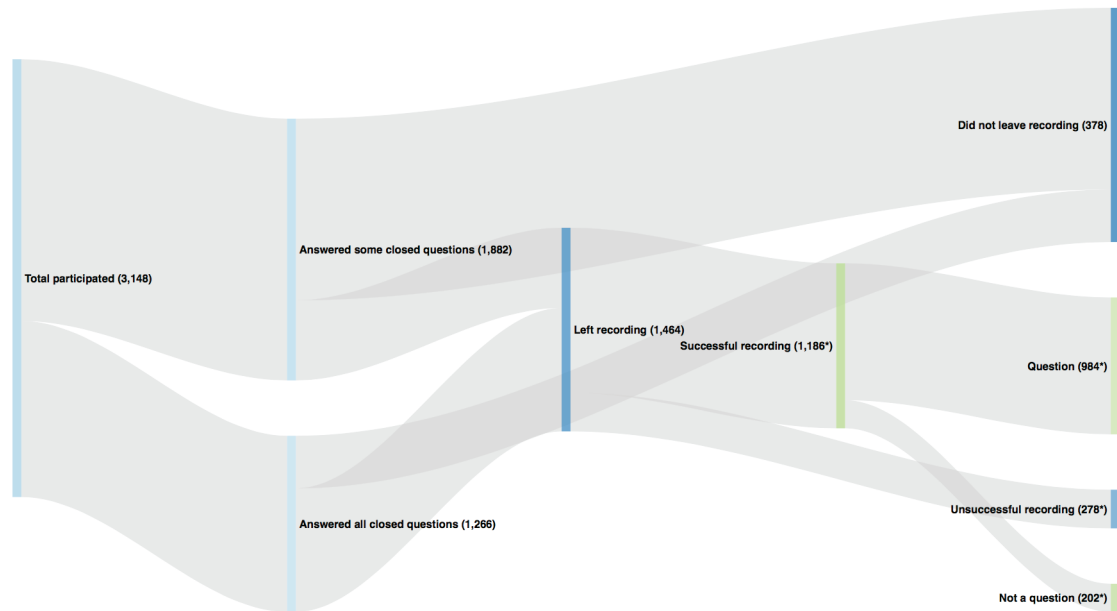 Total participated (3,148)
Answered some closed questions (1,882)
Answered all closed questions (1,266)
Left recording (1,464)
Successful recording (1,186*)
Did not leave recording (378)
Question (984*)
Unsuccessful recording (278*)
Not a question (202*)